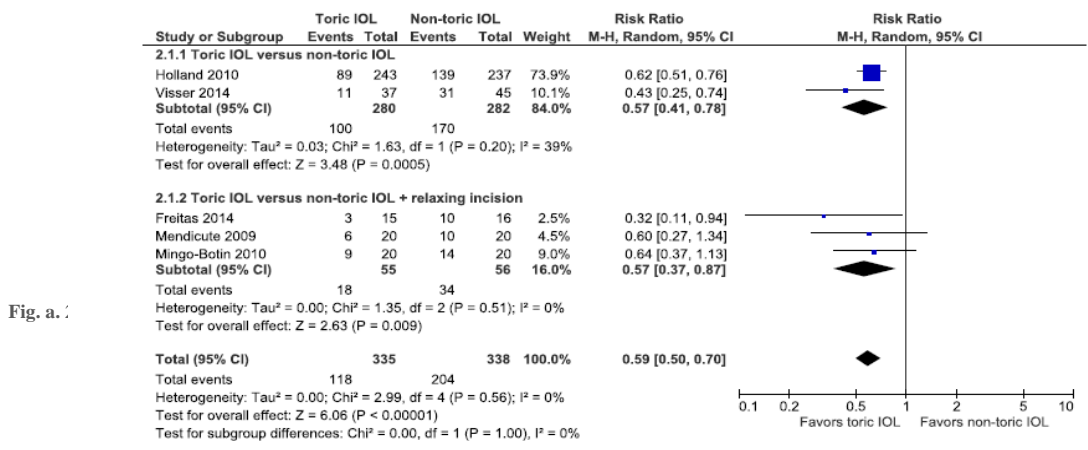 Toric IOL Non-toric IOL Risk Ratio Risk Ratio
Study or Subgroup Events Total Events Total Weight M-H, Random, 95% CI M-H, Random, 95% CI
2.1.1 Toric IOL versus non-toric IOL
Holland 2010 89 243 139 237 73.9% 0.62 [0.51, 0.76]
Visser 2014 11 37 31 45 10.1% 0.43 [0.25, 0.74]
Subtotal (95% CI) 280 282 84.0% 0.57 [0.41, 0.78]
Total events 100 170
Heterogeneity: Tau² = 0.03; Chi² = 1.63, df = 1 (P = 0.20); I² = 39%
Test for overall effect: Z = 3.48 (P = 0.0005)
2.1.2 Toric IOL versus non-toric IOL + relaxing incision
Freitas 2014 3 15 10 16 2.5% 0.32 [0.11, 0.94]
Mendicute 2009 6 20 10 20 4.5% 0.60 [0.27, 1.34]
Mingo-Botin 2010 9 20 14 20 9.0% 0.64 [0.37, 1.13]
Subtotal (95% CI) 55 56 16.0% 0.57 [0.37, 0.87]
Total events 18 34
Heterogeneity: Tau² = 0.00; Chi² = 1.35, df = 2 (P = 0.51); I² = 0%
Fig. a.
Test for overall effect: Z = 2.63 (P = 0.009)
Total (95% CI) 335 338 100.0% 0.59 [0.50, 0.70]
Total events 118 204
Heterogeneity: Tau² = 0.00; Chi² = 2.99, df = 4 (P = 0.56); I² = 0%
Test for overall effect: Z = 6.06 (P < 0.00001)
Test for subgroup differences: Chi² = 0.00, df = 1 (P = 1.00), I² = 0%
0.1 0.2 0.5 1 2 5 10
Favors toric IOL Favors non-toric IOL